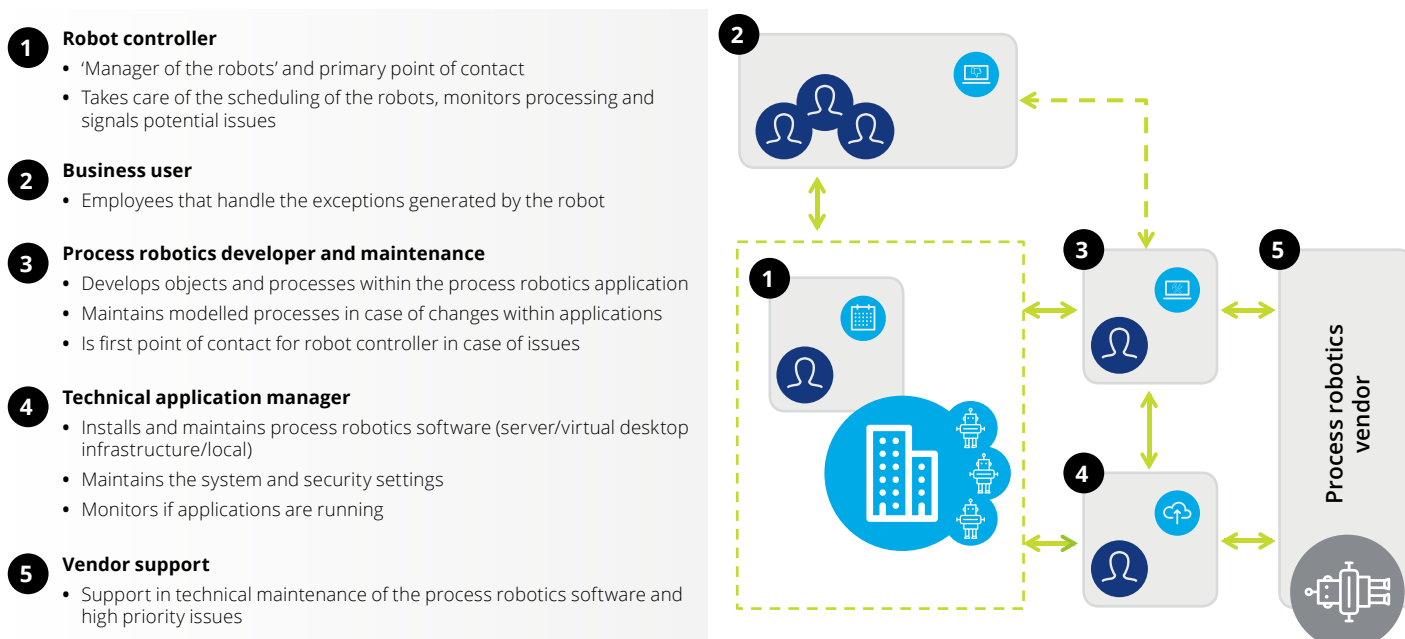 1
Robot controller
• ‘Manager of the robots’ and primary point of contact
• Takes care of the scheduling of the robots, monitors processing and
signals potential issues
2
Business user
• Employees that handle the exceptions generated by the robot
3
Process robotics developer and maintenance
• Develops objects and processes within the process robotics application
• Maintains modelled processes in case of changes within applications
• Is first point of contact for robot controller in case of issues
4
Technical application manager
• Installs and maintains process robotics software (server/virtual desktop
infrastructure/local)
• Maintains the system and security settings
• Monitors if applications are running
5
Vendor support
• Support in technical maintenance of the process robotics software and
high priority issues
2
1
3
5
4
Process robotics
vendor